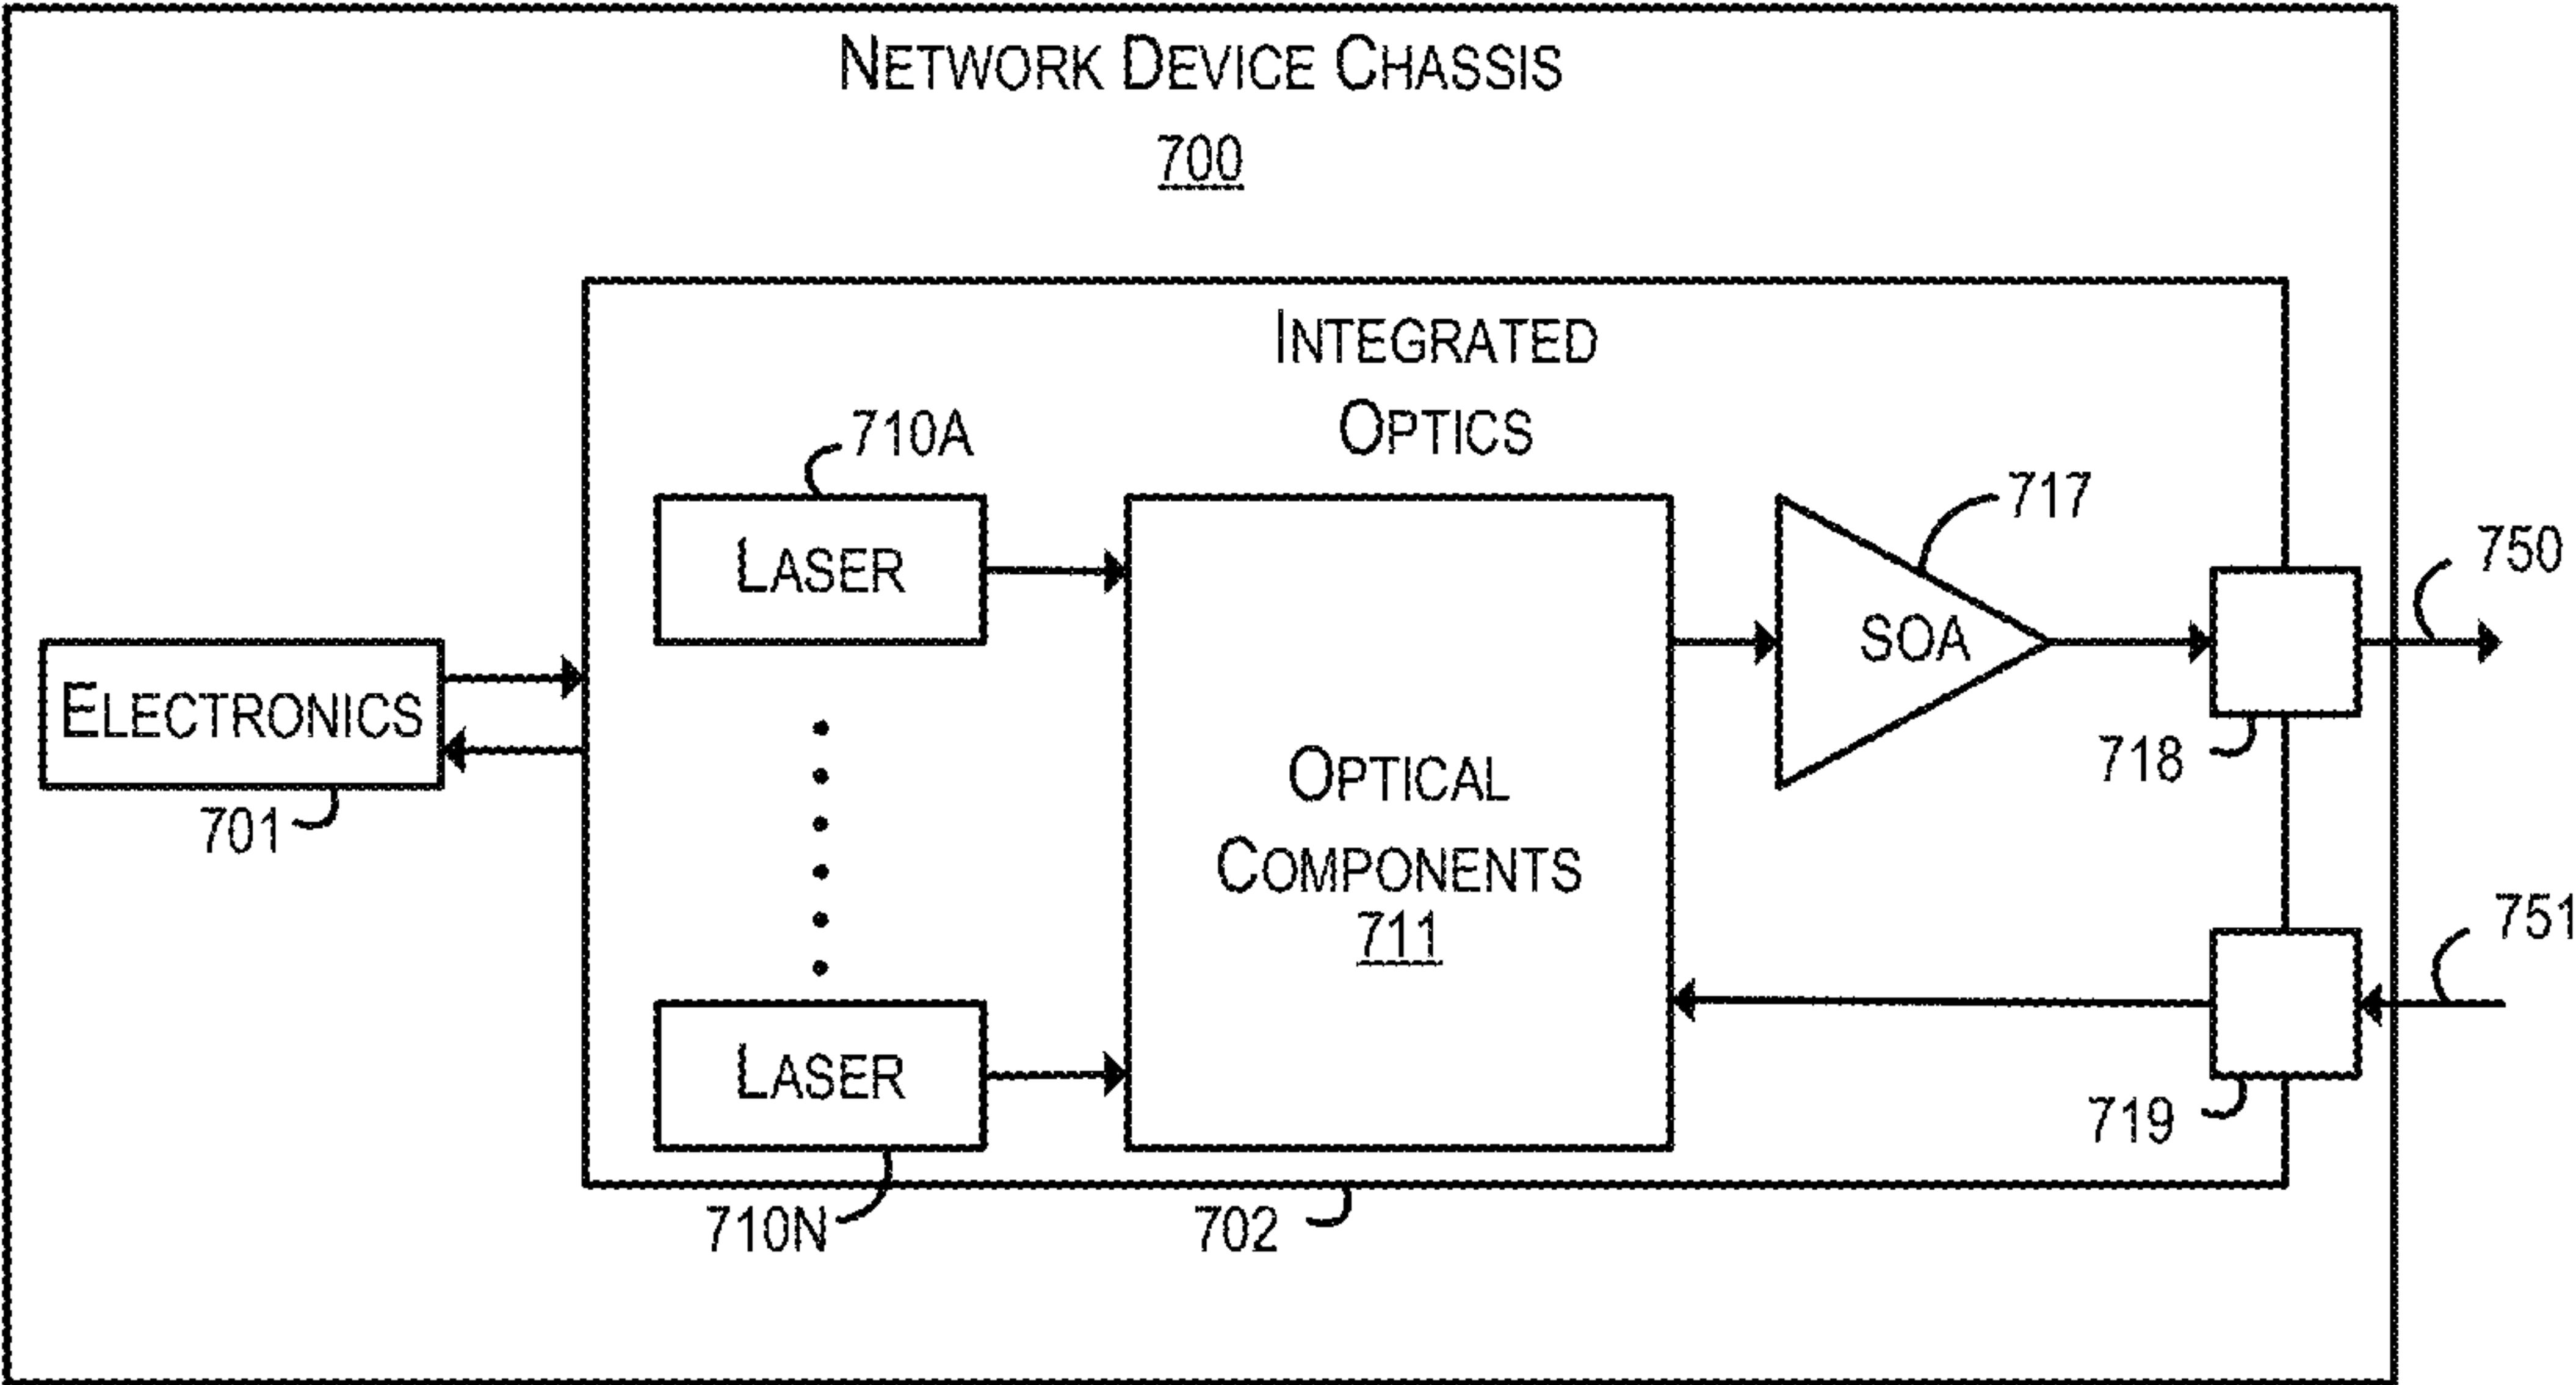 NETWORK DEVICE CHASSIS
700
INTEGRATED
OPTICS
710A
LASER
717
750
SOA
ELECTRONICS
701
718
OPTICAL
COMPONENTS
711
751
LASER
719
710N
702